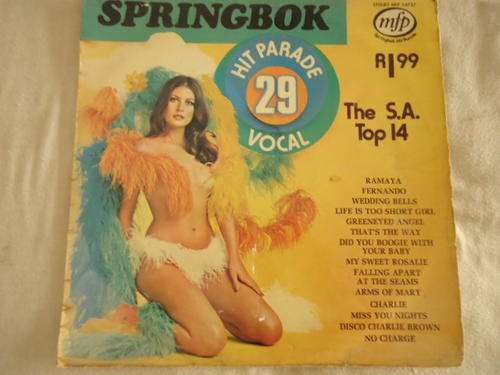 SPRINGBOK
mfp
HIT PARADE
29
VOCAL
R1.99
The S.A.
Top 14
RAMAYA
FERNANDO
WEDDING BELLS
LIFE IS TOO SHORT GIRL
GREENEYED ANGEL
THAT'S THE WAY
DID YOU BOOGIE WITH
YOUR BABY
MY SWEET ROSALIE
FALLING APART
AT THE SEAMS
ARMS OF MARY
CHARLIE
MISS YOU NIGHTS
DISCO CHARLIE BROWN
NO CHARGE